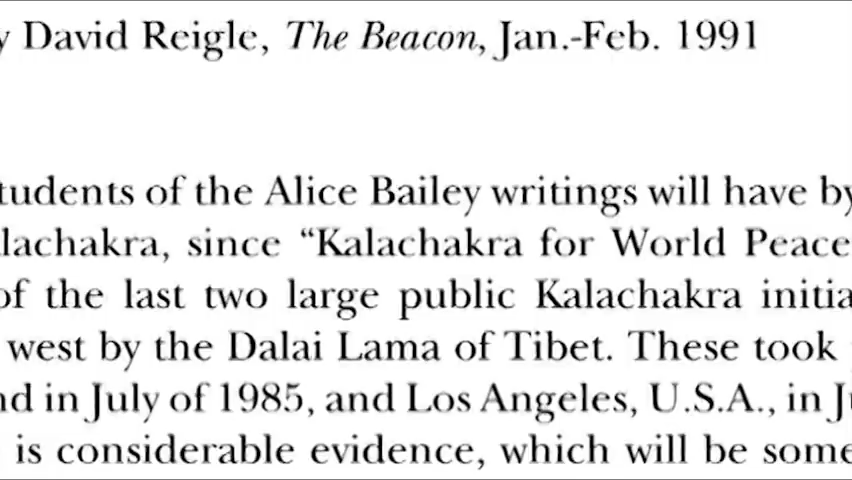 y David Reigle, The Beacon, Jan.-Feb. 1991
tudents of the Alice Bailey writings will have by
lachakra, since “Kalachakra for World Peace
of the last two large public Kalachakra initia
west by the Dalai Lama of Tibet. These took
nd in July of 1985, and Los Angeles, U.S.A., in Ju
is considerable evidence, which will be some